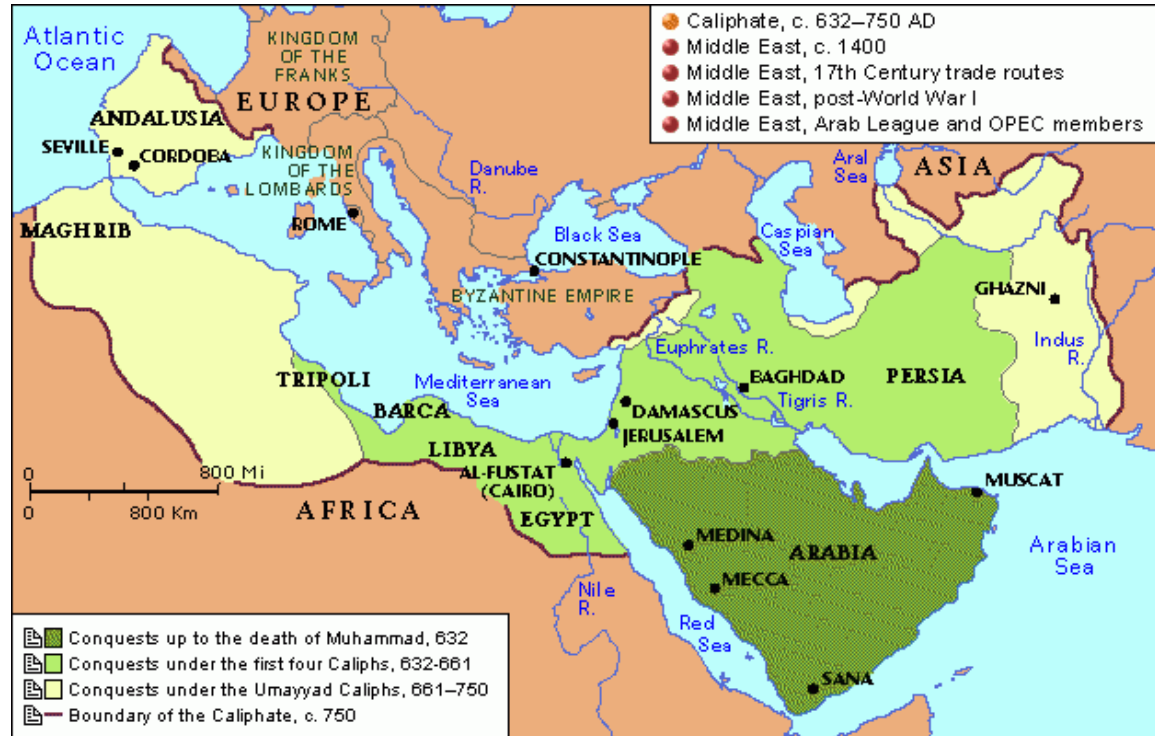 Atlantic
Ocean
KINGDOM
OF THE
FRANKS
EUROPE
Caliphate, c. 632–750 AD
Middle East, c. 1400
Middle East, 17th Century trade routes
Middle East, post-World War I
Middle East, Arab League and OPEC members
ANDALUSIA
SEVILLE
CORDOBA
KINGDOM
OF THE
LOMBARDS
Danube
R.
Aral
Sea
ASIA
MAGHRIB
ROME
Black Sea
CONSTANTINOPLE
Caspian
Sea
BYZANTINE EMPIRE
GHAZNI
Euphrates R.
Indus
R.
TRIPOLI
Mediterranean
Sea
BAGHDAD
PERSIA
Tigris R.
BARCA
DAMASCUS
JERUSALEM
LIBYA
AL-FUSTAT
(CAIRO)
0 800 Mi
0 800 Km
AFRICA
EGYPT
MUSCAT
MEDINA
ARABIA
Arabian
Sea
MECCA
Nile
R.
Red
Sea
SANA
Conquests up to the death of Muhammad, 632
Conquests under the first four Caliphs, 632-661
Conquests under the Umayyad Caliphs, 661–750
Boundary of the Caliphate, c. 750